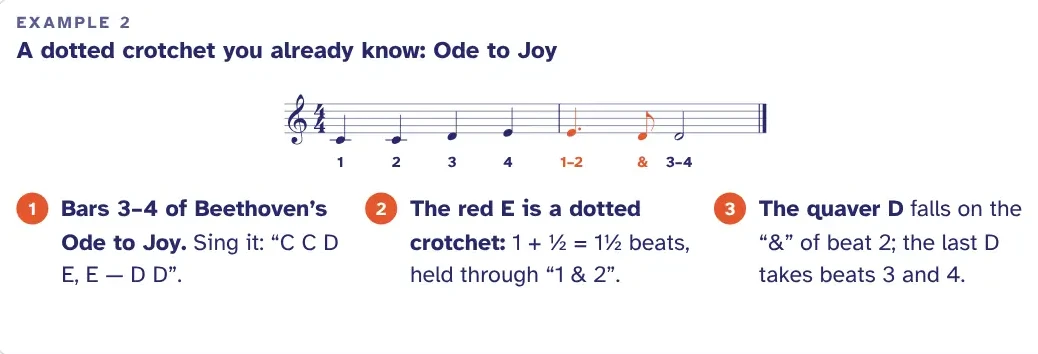 EXAMPLE 2
A dotted crotchet you already know: Ode to Joy
4
4
1 2 3 4 1–2 & 3–4
1
Bars 3–4 of Beethoven’s
Ode to Joy. Sing it: “C C D
E, E — D D”.
2
The red E is a dotted
crotchet: 1 + ½ = 1½ beats,
held through “1 & 2”.
3
The quaver D falls on the
“&” of beat 2; the last D
takes beats 3 and 4.